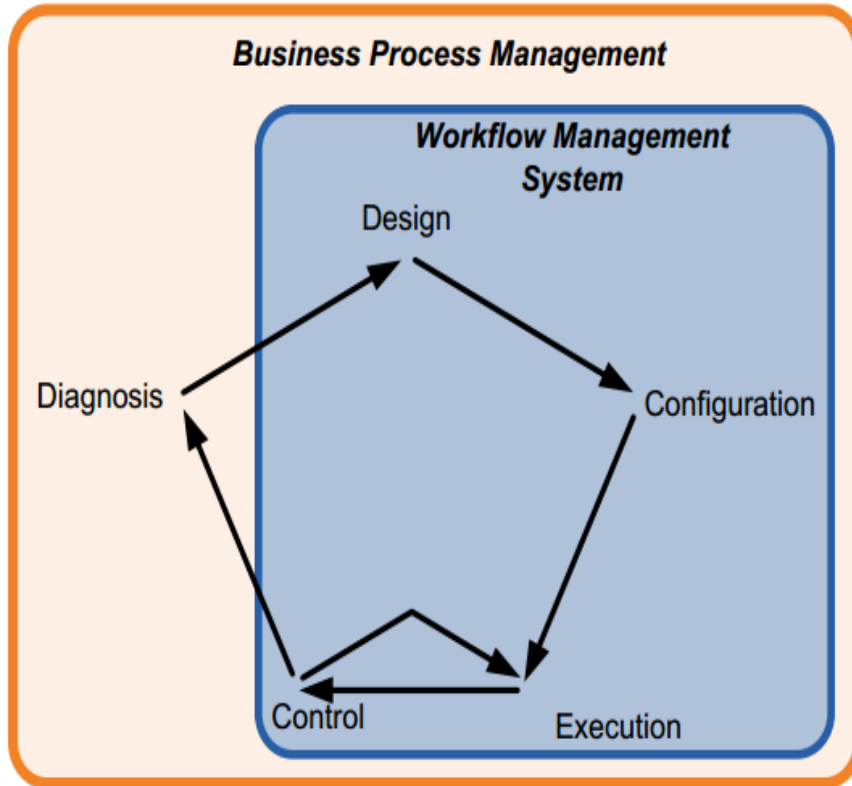 Business Process Management
Workflow Management
System
Design
Diagnosis
Configuration
Control
Execution